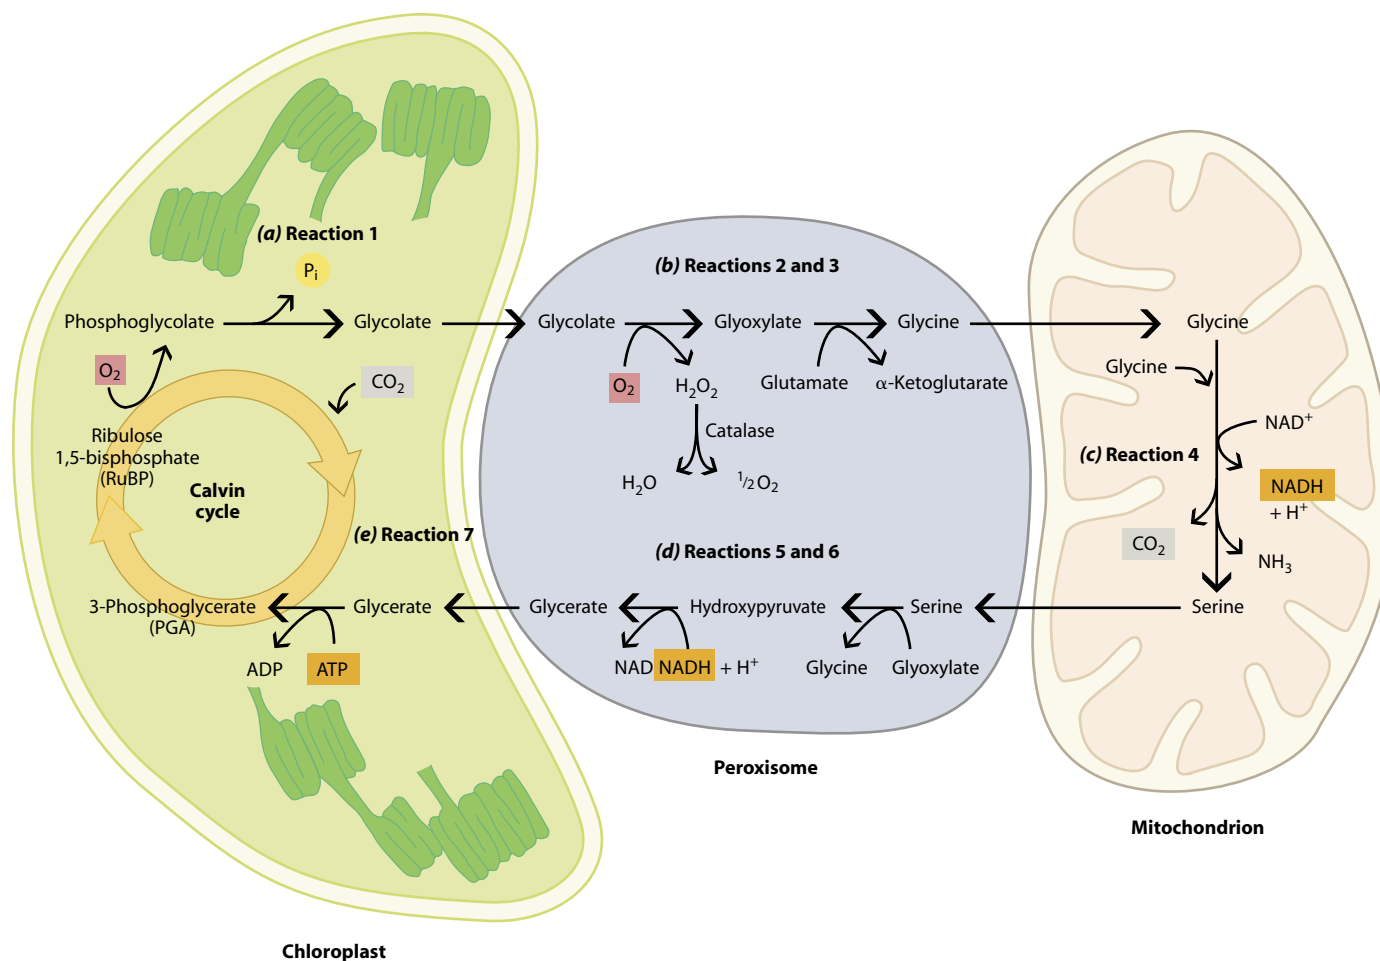 (a) Reaction 1
Pi
Phosphoglycolate
Glycolate
O2
CO2
Ribulose
1,5-bisphosphate
(RuBP)
Calvin
cycle
(e) Reaction 7
3-Phosphoglycerate
(PGA)
Glycerate
ADP
ATP
Chloroplast
(b) Reactions 2 and 3
Glycolate
Glyoxylate
Glycine
O2
H2O2
Glutamate
α-Ketoglutarate
Catalase
H2O
1/2O2
(d) Reactions 5 and 6
Glycerate
Hydroxypyruvate
Serine
NAD
NADH + H+
Glycine
Glyoxylate
Peroxisome
Glycine
Glycine
NAD+
(c) Reaction 4
NADH
+ H+
CO2
NH3
Serine
Mitochondrion